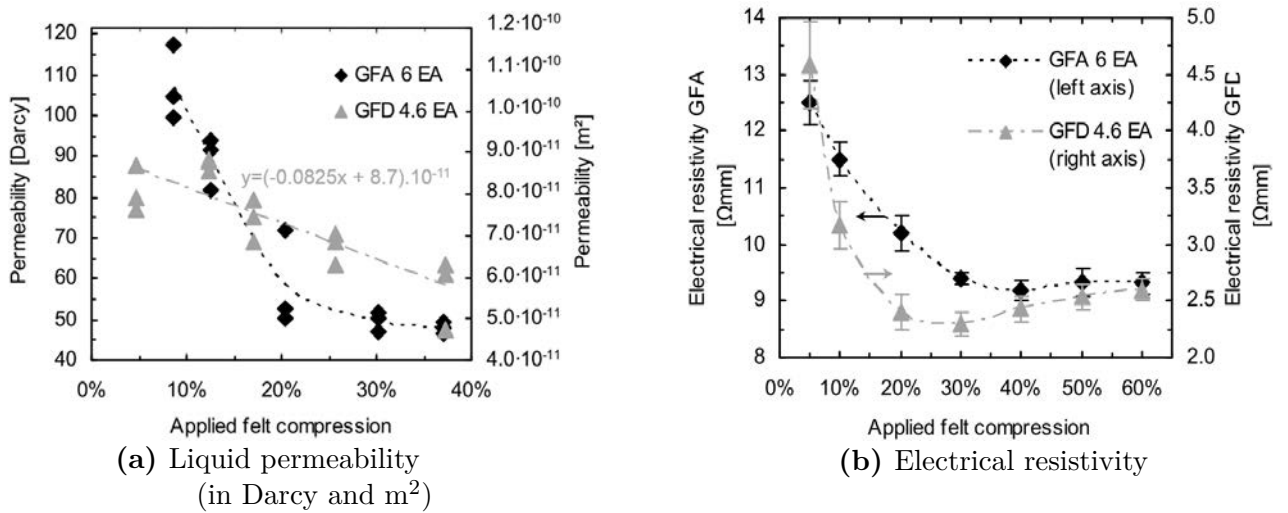 120
110
100
90
80
70
60
50
40
Permeability [Darcy]
1.2·10-10
1.1·10-10
1.0·10-10
9.0·10-11
8.0·10-11
7.0·10-11
6.0·10-11
5.0·10-11
4.0·10-11
Permeability [m²]
GFA 6 EA
GFD 4.6 EA
y=(-0.0825x + 8.7).10-11
0% 10% 20% 30% 40%
Applied felt compression
(a) Liquid permeability
(in Darcy and m²)
14
13
12
11
10
9
8
Electrical resistivity GFA
[Ωmm]
5.0
4.5
4.0
3.5
3.0
2.5
2.0
Electrical resistivity GFD
[Ωmm]
GFA 6 EA
(left axis)
GFD 4.6 EA
(right axis)
0% 10% 20% 30% 40% 50% 60%
Applied felt compression
(b) Electrical resistivity